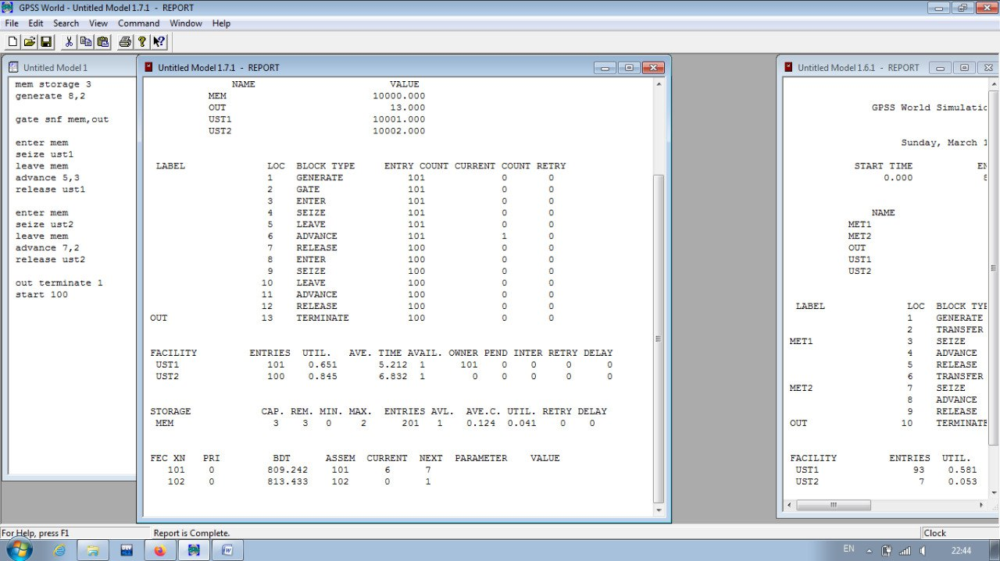 GPSS World - Untitled Model 1.7.1 - REPORT
File Edit Search View Command Window Help
Untitled Model 1
mem storage 3
generate 8,2
gate snf mem,out
enter mem
seize ust1
leave mem
advance 5,3
release ust1
enter mem
seize ust2
leave mem
advance 7,2
release ust2
out terminate 1
start 100
Untitled Model 1.7.1 - REPORT
NAME VALUE
MEM 10000.000
OUT 13.000
UST1 10001.000
UST2 10002.000
LABEL LOC BLOCK TYPE ENTRY COUNT CURRENT COUNT RETRY
1 GENERATE 101 0 0
2 GATE 101 0 0
3 ENTER 101 0 0
4 SEIZE 101 0 0
5 LEAVE 101 0 0
6 ADVANCE 101 1 0
7 RELEASE 100 0 0
8 ENTER 100 0 0
9 SEIZE 100 0 0
10 LEAVE 100 0 0
11 ADVANCE 100 0 0
12 RELEASE 100 0 0
OUT 13 TERMINATE 100 0 0
FACILITY ENTRIES UTIL. AVE. TIME AVAIL. OWNER PEND INTER RETRY DELAY
UST1 101 0.651 5.212 1 101 0 0 0 0
UST2 100 0.845 6.832 1 0 0 0 0 0
STORAGE CAP. REM. MIN. MAX. ENTRIES AVL. AVE.C. UTIL. RETRY DELAY
MEM 3 3 0 2 201 1 0.124 0.041 0 0
FEC XN PRI BDT ASSEM CURRENT NEXT PARAMETER VALUE
101 0 809.242 101 6 7
102 0 813.433 102 0 1
Untitled Model 1.6.1 - REPORT
GPSS World Simulatio
Sunday, March 1
START TIME EN
0.000 8
NAME
MET1
MET2
OUT
UST1
UST2
LABEL LOC BLOCK TYPE
1 GENERATE
2 TRANSFER
MET1 3 SEIZE
4 ADVANCE
5 RELEASE
6 TRANSFER
MET2 7 SEIZE
8 ADVANCE
9 RELEASE
OUT 10 TERMINATE
FACILITY ENTRIES UTIL.
UST1 93 0.581
UST2 7 0.053
For Help, press F1 Report is Complete. Clock
EN 22:44